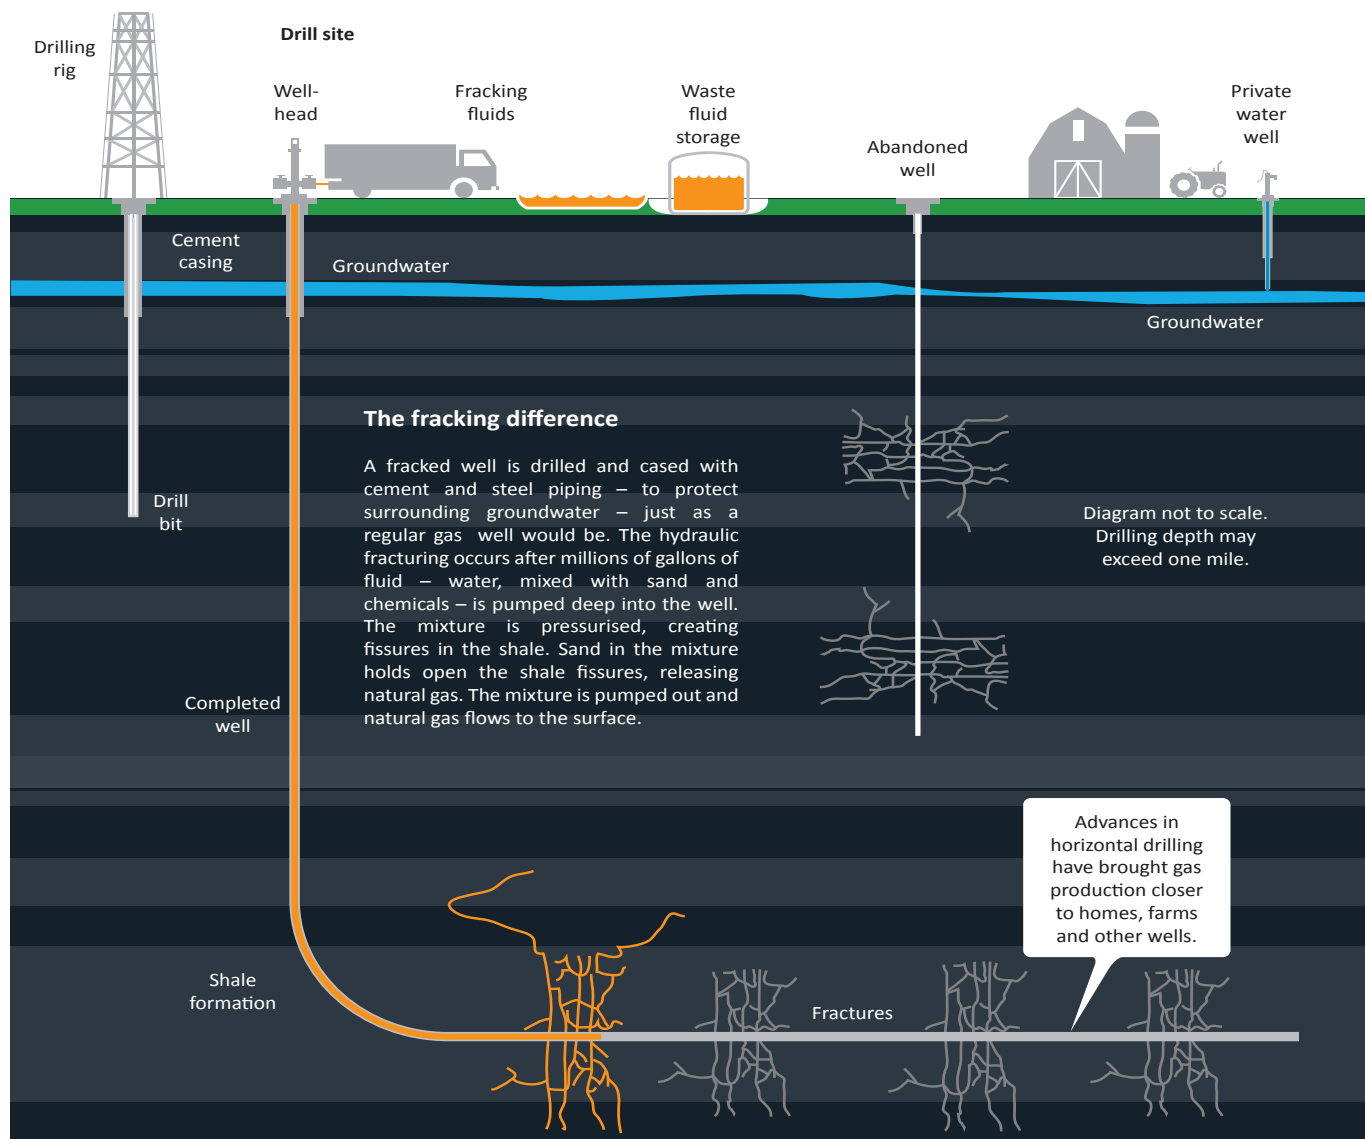 Drill site
Drilling
rig
Well-
head
Fracking
fluids
Waste
fluid
storage
Abandoned
well
Private
water
well
Cement
casing
Groundwater
Groundwater
The fracking difference
A fracked well is drilled and cased with
cement and steel piping – to protect
surrounding groundwater – just as a
regular gas well would be. The hydraulic
fracturing occurs after millions of gallons of
fluid – water, mixed with sand and
chemicals – is pumped deep into the well.
The mixture is pressurised, creating
fissures in the shale. Sand in the mixture
holds open the shale fissures, releasing
natural gas. The mixture is pumped out and
natural gas flows to the surface.
Drill
bit
Diagram not to scale.
Drilling depth may
exceed one mile.
Completed
well
Advances in
horizontal drilling
have brought gas
production closer
to homes, farms
and other wells.
Shale
formation
Fractures